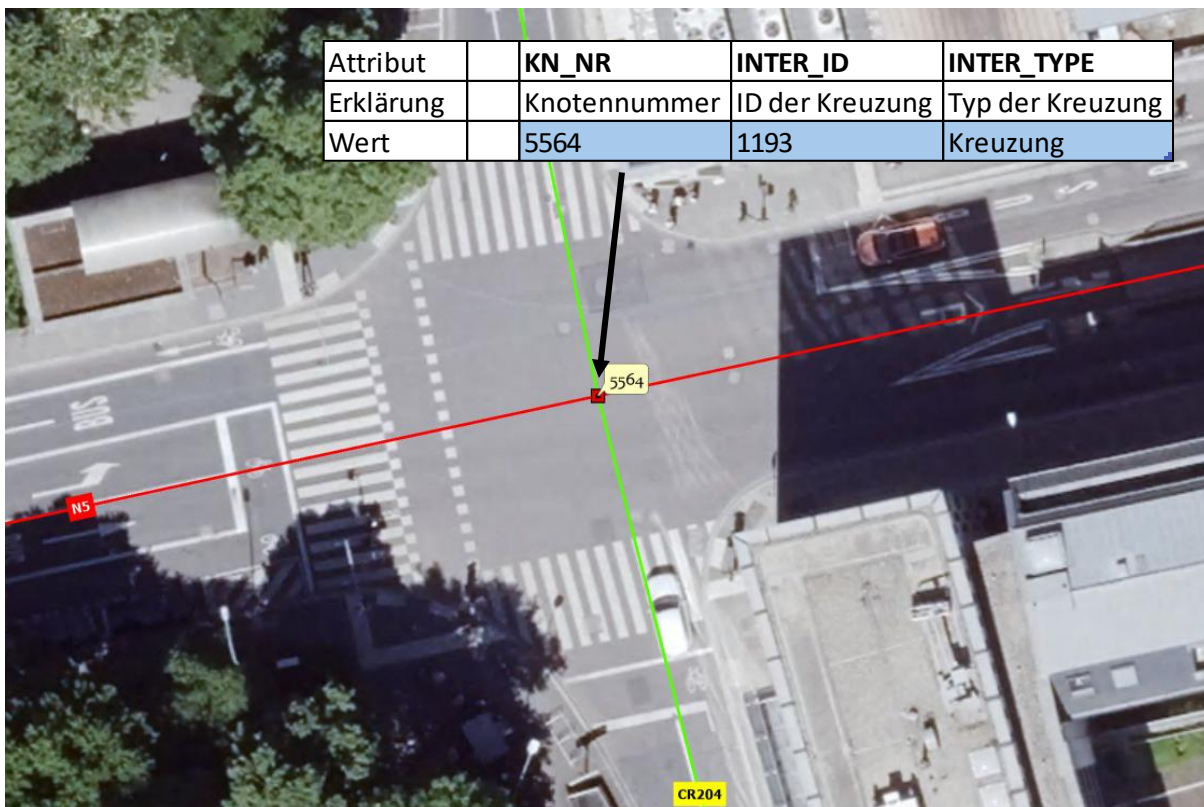 Attribut KN_NR INTER_ID INTER_TYPE
Erklärung Knotennummer ID der Kreuzung Typ der Kreuzung
Wert 5564 1193 Kreuzung
5564
BUS
N5
CR204